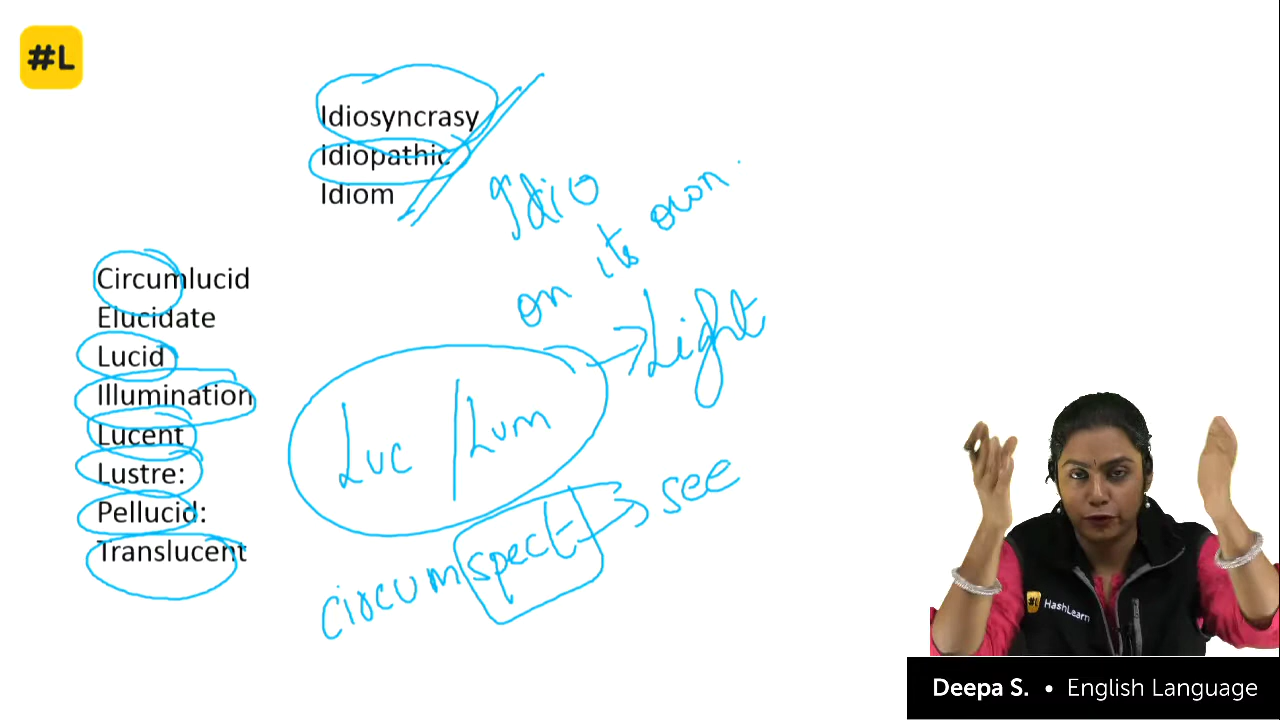 #L
Idiosyncrasy
Idiopathic
Idiom
Idio
on its own
Circumlucid
Elucidate
Lucid
Illumination
Lucent
Lustre:
Pellucid:
Translucent
Luc / Lum → Light
circumspect → see
#L HashLearn
Deepa S. • English Language